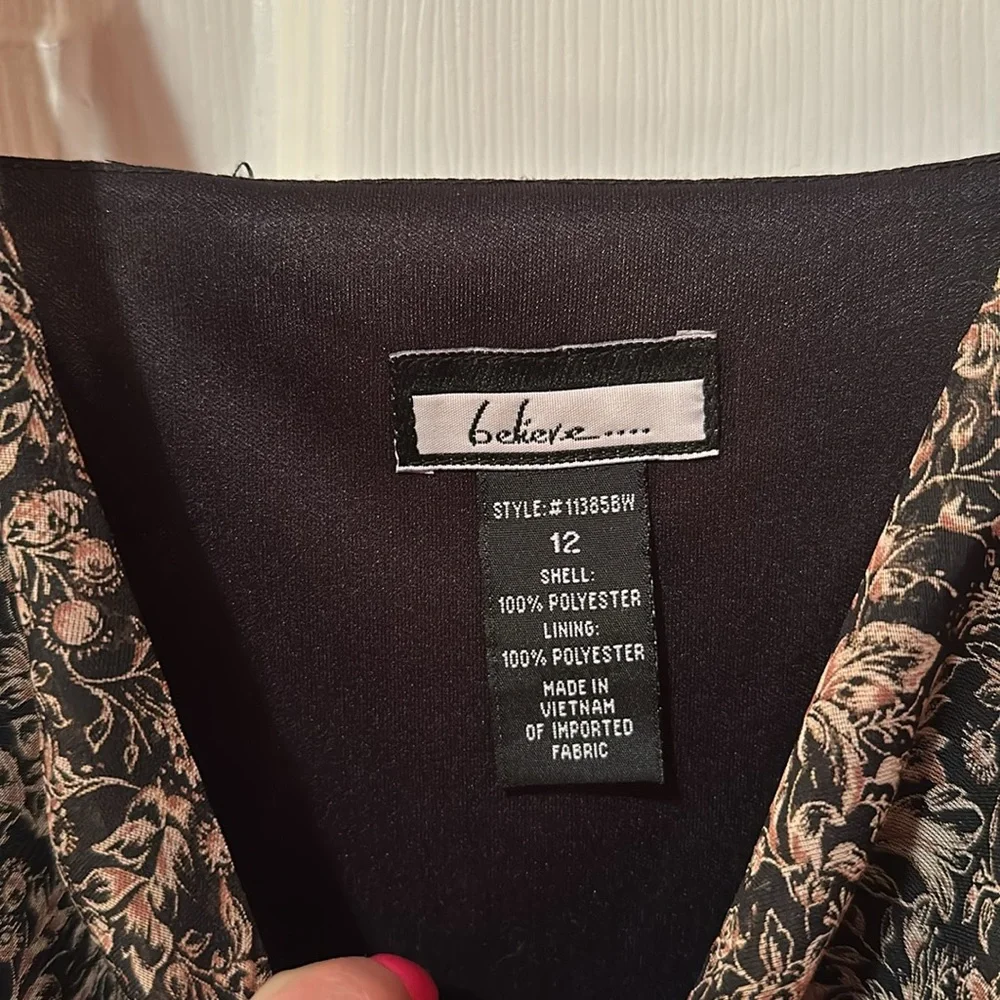 believe....
STYLE:#11385BW
12
SHELL:
100% POLYESTER
LINING:
100% POLYESTER
MADE IN
VIETNAM
OF IMPORTED
FABRIC